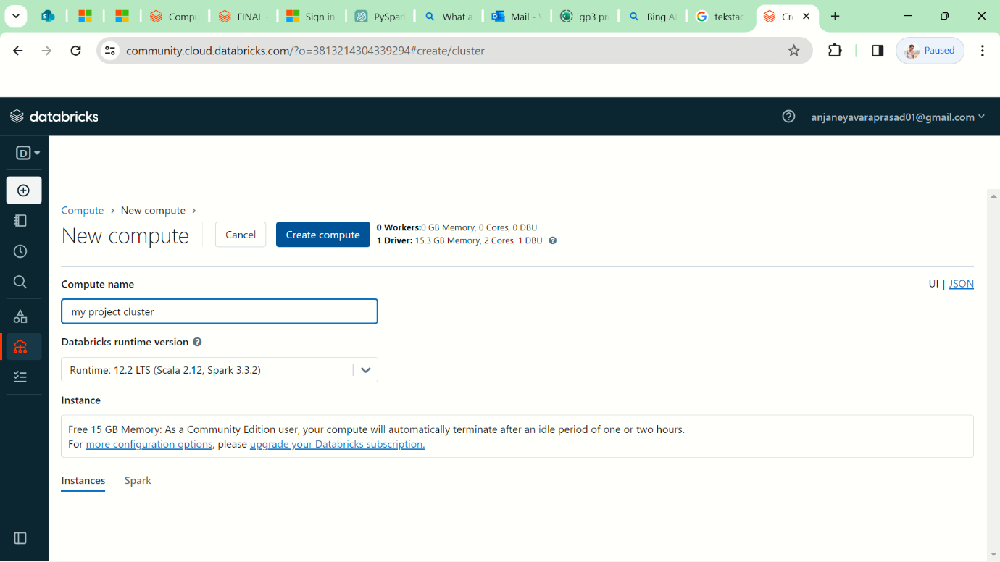 Compu
FINAL
Sign in
PySpar
What a
Mail - V
gp3 pr
Bing AI
tekstac
Cre
community.cloud.databricks.com/?o=3813214304339294#create/cluster
Paused
databricks
anjaneyavaraprasad01@gmail.com
D
Compute > New compute >
New compute
Cancel
Create compute
0 Workers:0 GB Memory, 0 Cores, 0 DBU
1 Driver: 15.3 GB Memory, 2 Cores, 1 DBU
Compute name
UI | JSON
my project cluster
Databricks runtime version
Runtime: 12.2 LTS (Scala 2.12, Spark 3.3.2)
Instance
Free 15 GB Memory: As a Community Edition user, your compute will automatically terminate after an idle period of one or two hours.
For more configuration options, please upgrade your Databricks subscription.
Instances
Spark